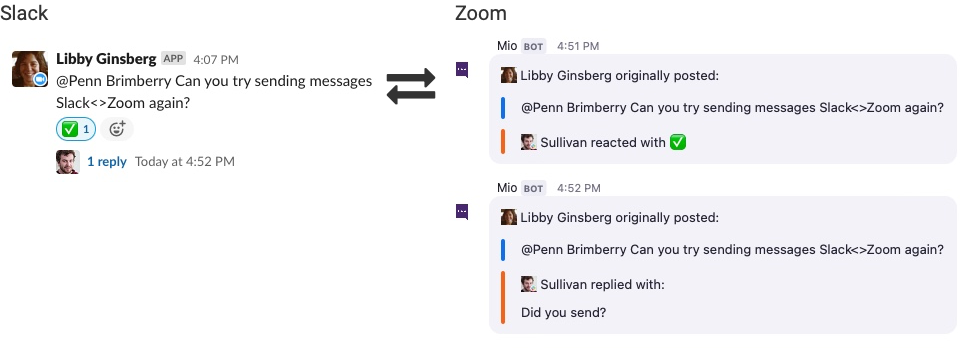 Slack
Libby Ginsberg APP 4:07 PM
@Penn Brimberry Can you try sending messages
Slack<>Zoom again?
✅ 1
1 reply Today at 4:52 PM
Zoom
Mio BOT 4:51 PM
Libby Ginsberg originally posted:
@Penn Brimberry Can you try sending messages Slack<>Zoom again?
Sullivan reacted with ✅
Mio BOT 4:52 PM
Libby Ginsberg originally posted:
@Penn Brimberry Can you try sending messages Slack<>Zoom again?
Sullivan replied with:
Did you send?